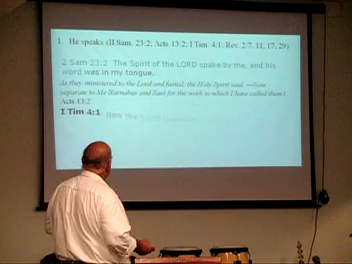 1. He speaks (II Sam. 23:2; Acts 13:2; I Tim 4:1; Rev. 2:7, 11, 17, 29)
2 Sam 23:2 The Spirit of the LORD spake by me, and his
word was in my tongue.
As they ministered to the Lord and fasted, the Holy Spirit said, ―Now
separate to Me Barnabas and Saul for the work to which I have called them.‖
Acts 13:2
I Tim 4:1 Now the